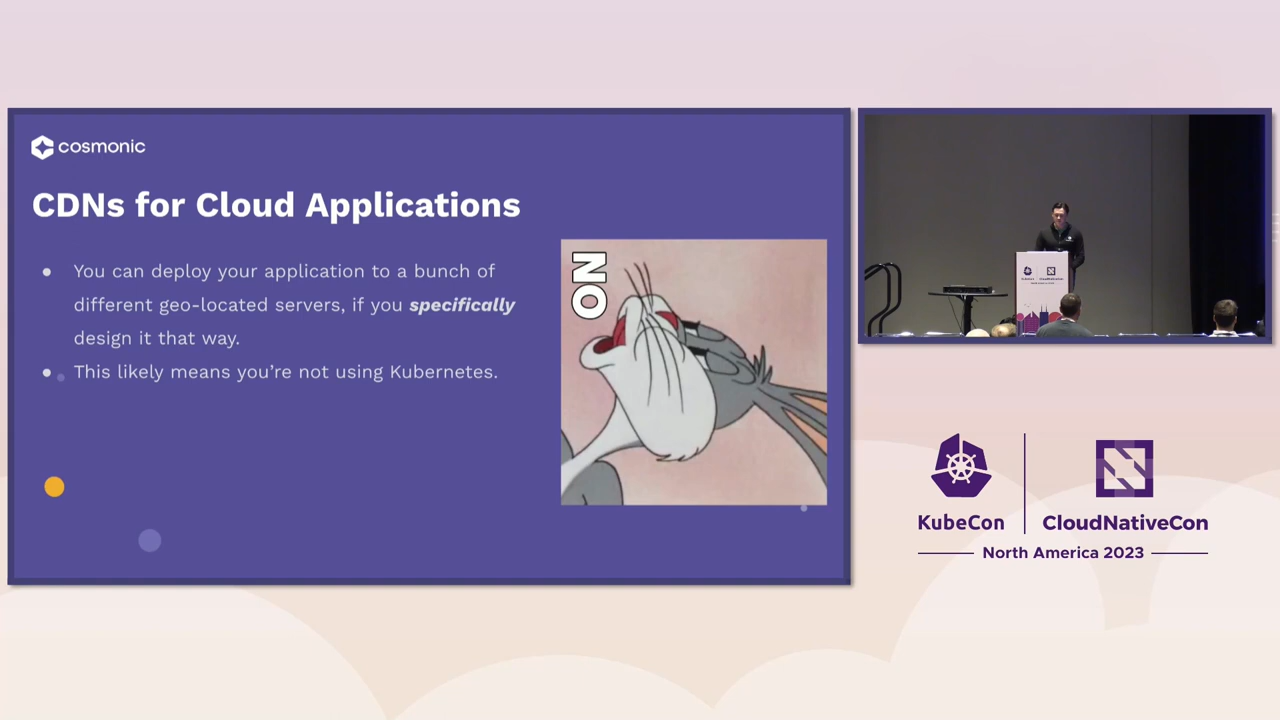 cosmonic
CDNs for Cloud Applications
● You can deploy your application to a bunch of
different geo-located servers, if you specifically
design it that way.
● This likely means you're not using Kubernetes.
NO
KubeCon
CloudNativeCon
North America 2023